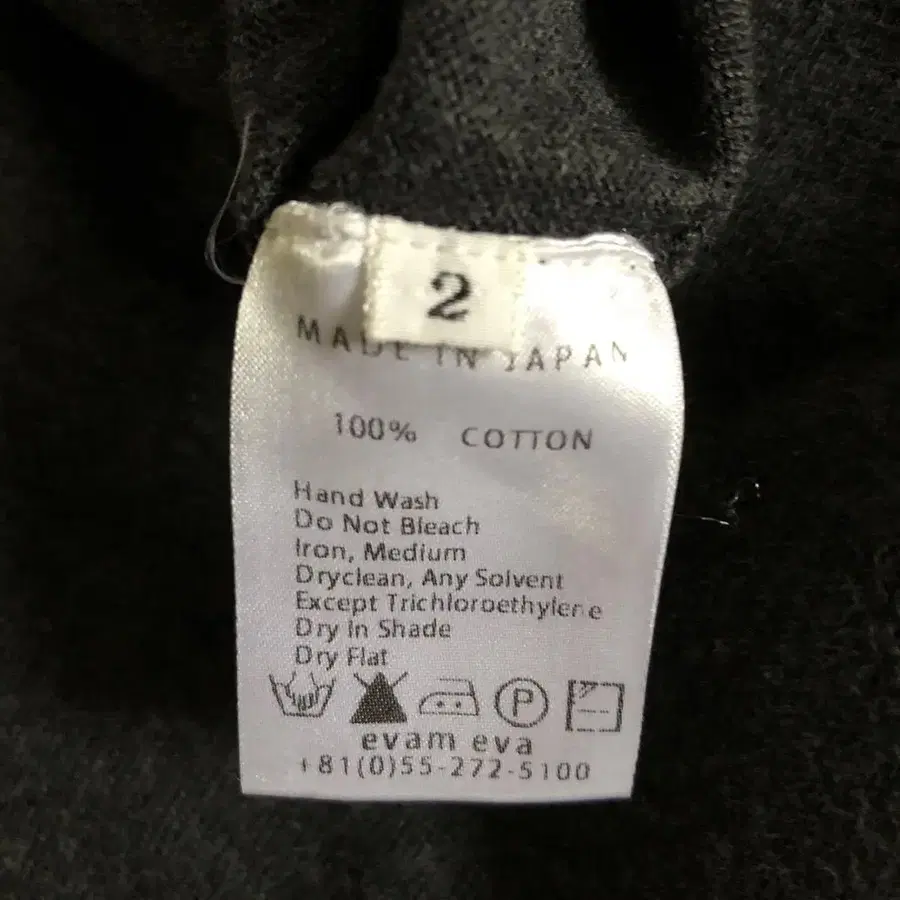 2
MADE IN JAPAN
100% COTTON
Hand Wash
Do Not Bleach
Iron, Medium
Dryclean, Any Solvent
Except Trichloroethylene
Dry In Shade
Dry Flat
P
evam eva
+81(0)55-272-5100